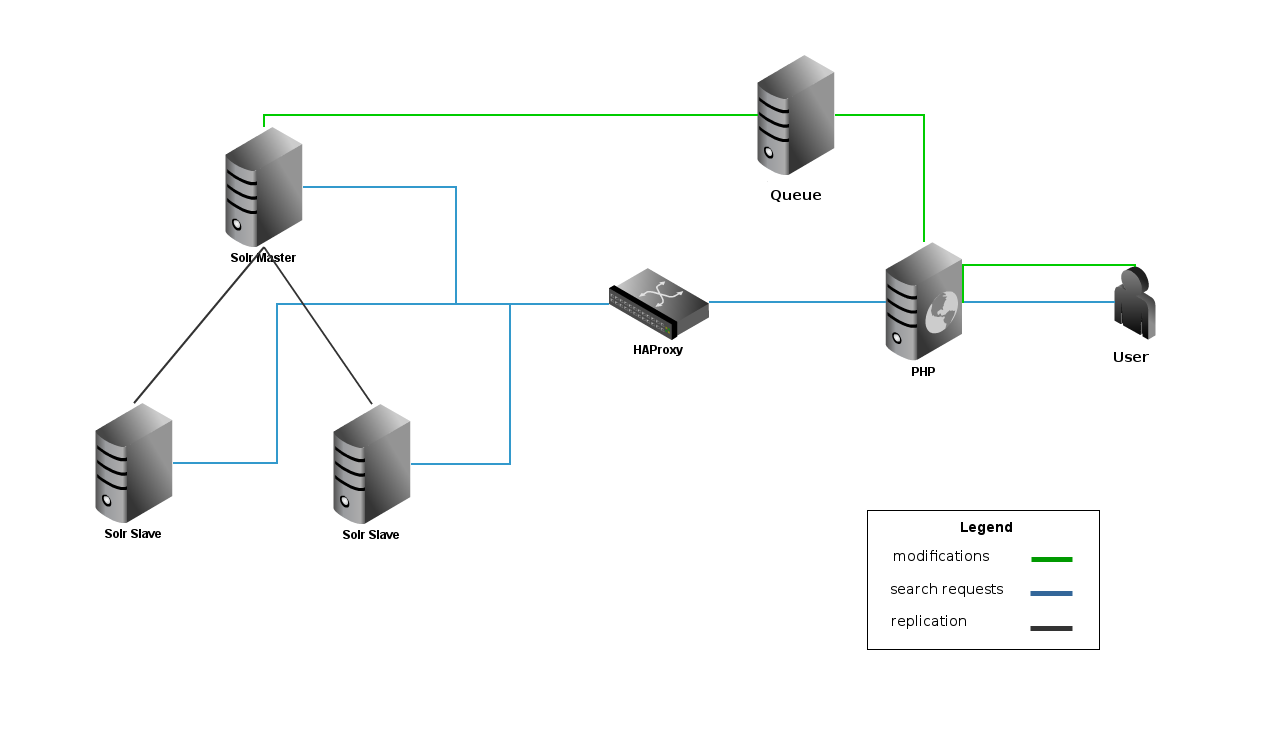 Queue
Solr Master
HAProxy
User
PHP
Solr Slave
Solr Slave
Legend
modifications
search requests
replication